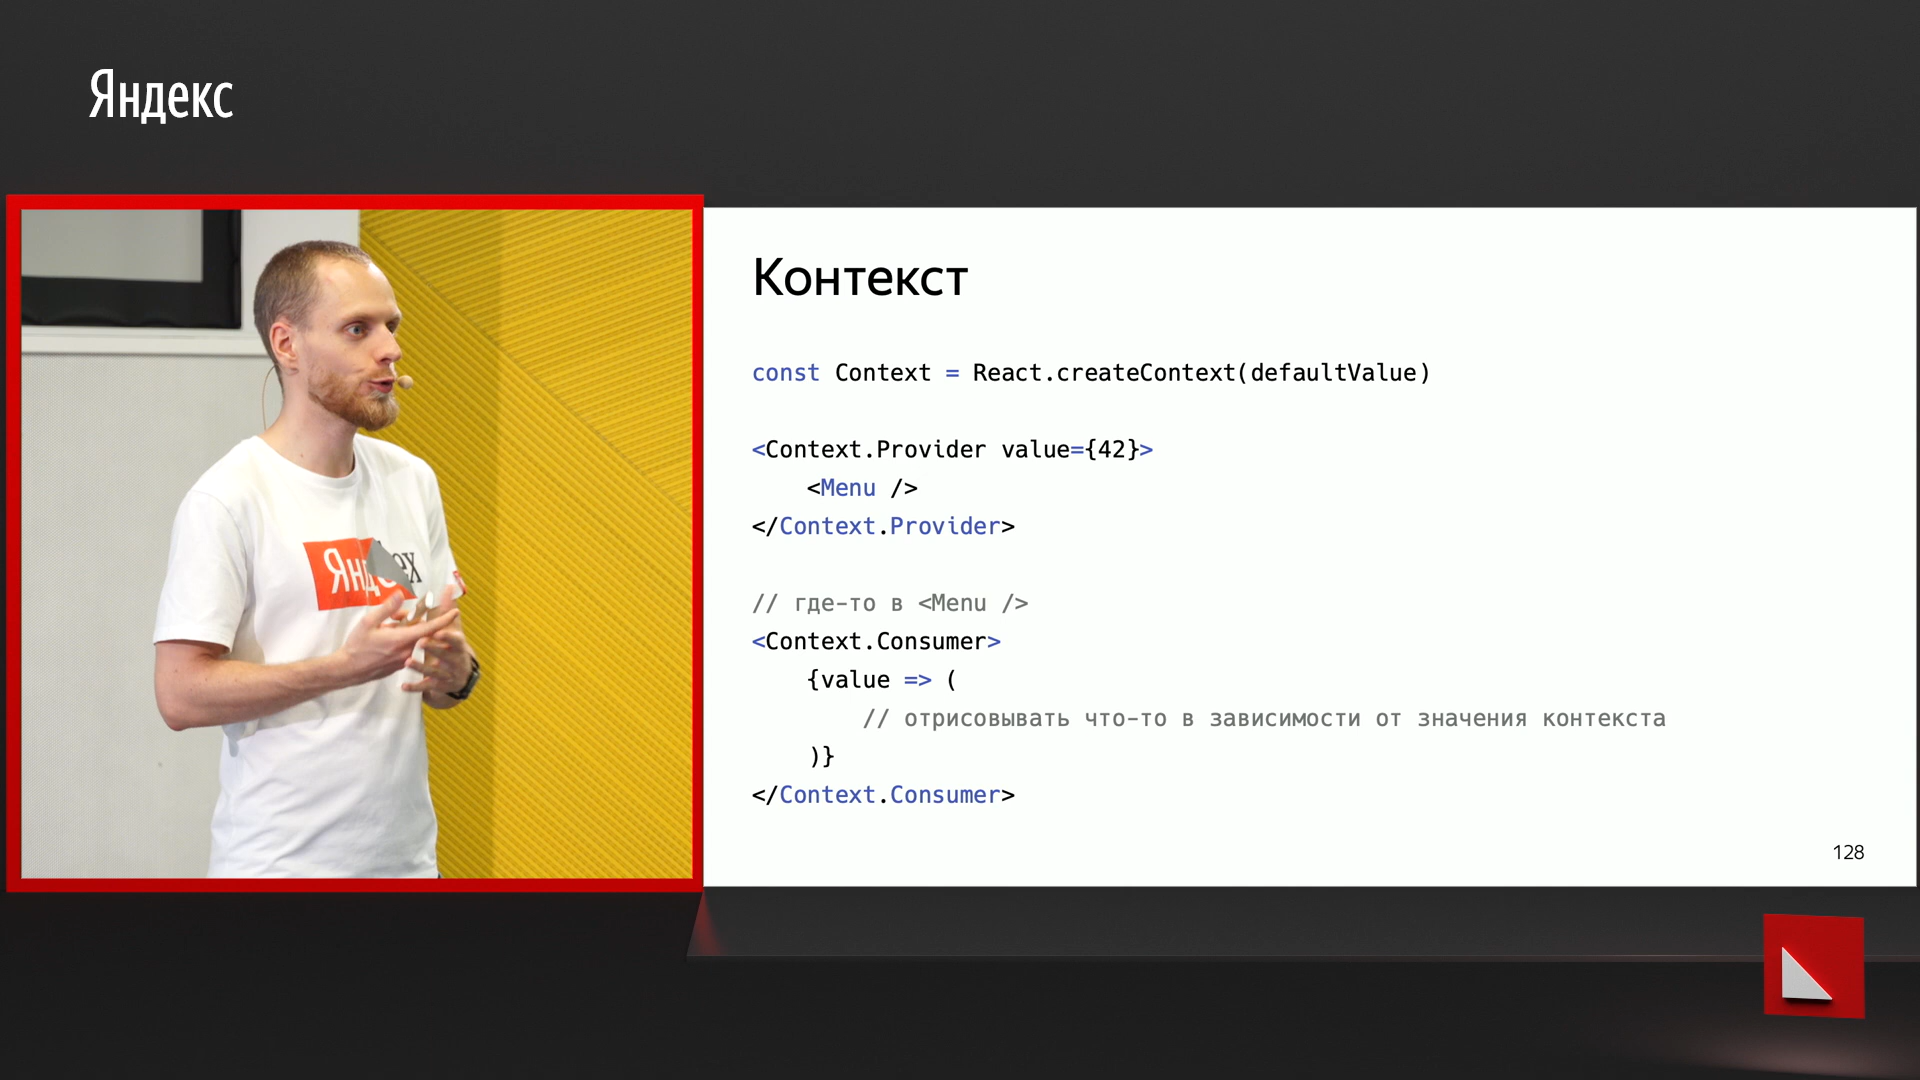 Яндекс
Контекст
const Context = React.createContext(defaultValue)
<Context.Provider value={42}>
    <Menu />
</Context.Provider>
// где-то в <Menu />
<Context.Consumer>
    {value => (
        // отрисовывать что-то в зависимости от значения контекста
    )}
</Context.Consumer>
128